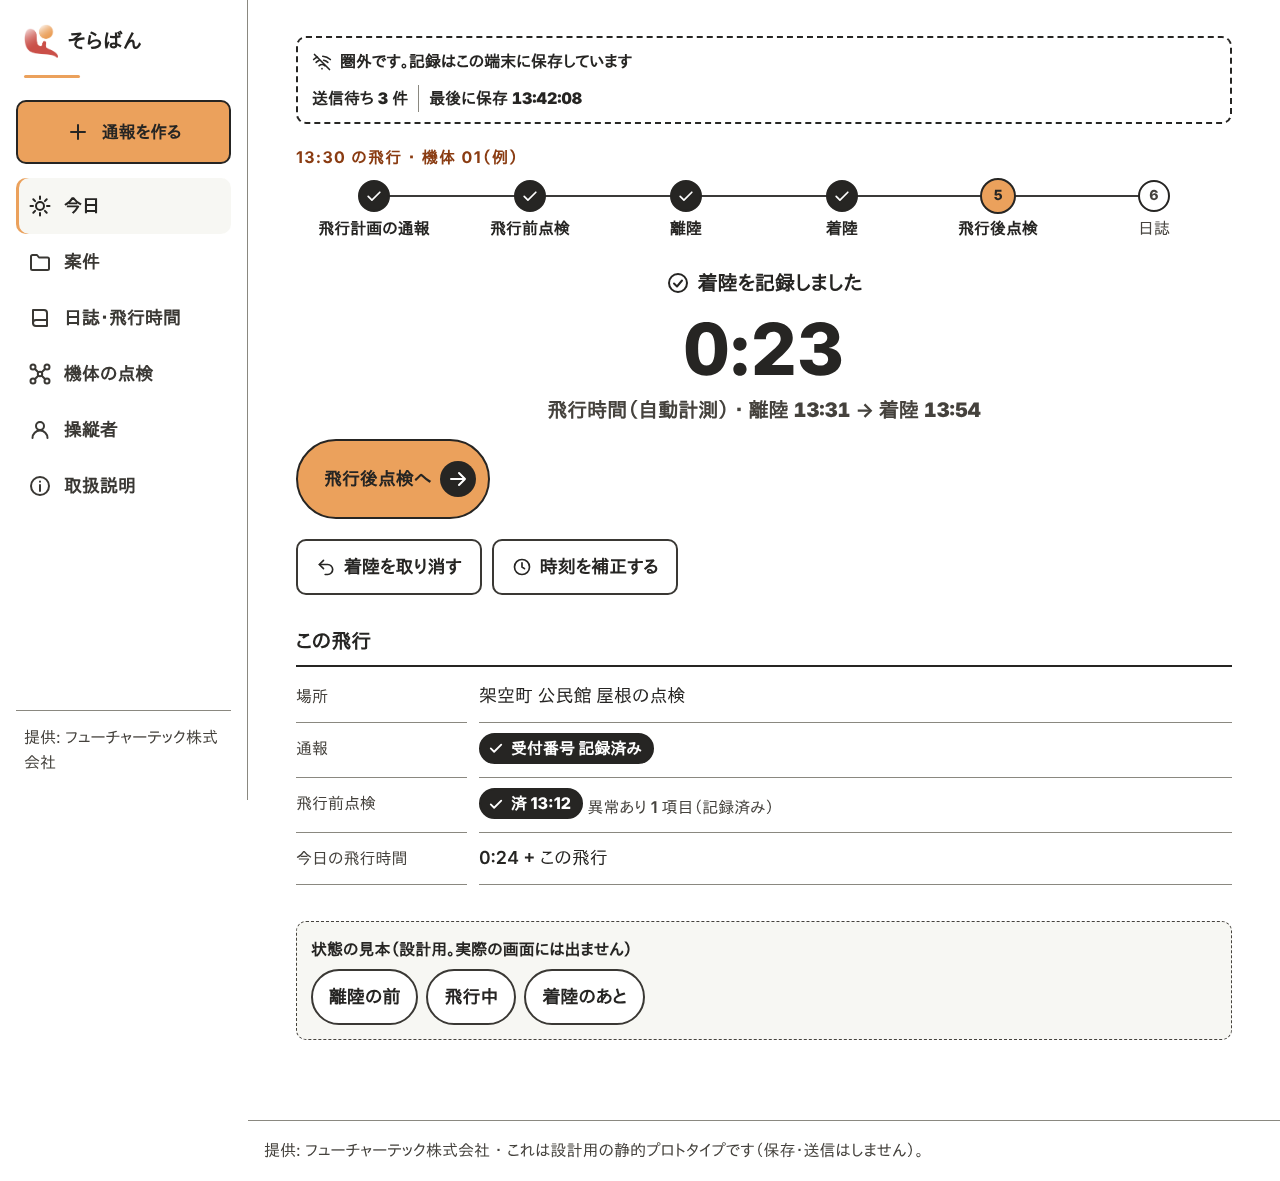 そらばん
通報を作る
今日
案件
日誌・飛行時間
機体の点検
操縦者
取扱説明
提供: フューチャーテック株式
会社
圏外です。記録はこの端末に保存しています
送信待ち 3 件
最後に保存 13:42:08
13:30 の飛行・機体 01(例)
5
6
飛行計画の通報
飛行前点検
離陸
着陸
飛行後点検
日誌
着陸を記録しました
0:23
飛行時間(自動計測)・離陸 13:31 → 着陸 13:54
飛行後点検へ
着陸を取り消す
時刻を補正する
この飛行
場所
架空町 公民館 屋根の点検
通報
受付番号 記録済み
飛行前点検
済 13:12 異常あり 1 項目(記録済み)
今日の飛行時間
0:24 + この飛行
状態の見本(設計用。実際の画面には出ません)
離陸の前
飛行中
着陸のあと
提供: フューチャーテック株式会社・これは設計用の静的プロトタイプです(保存・送信はしません)。